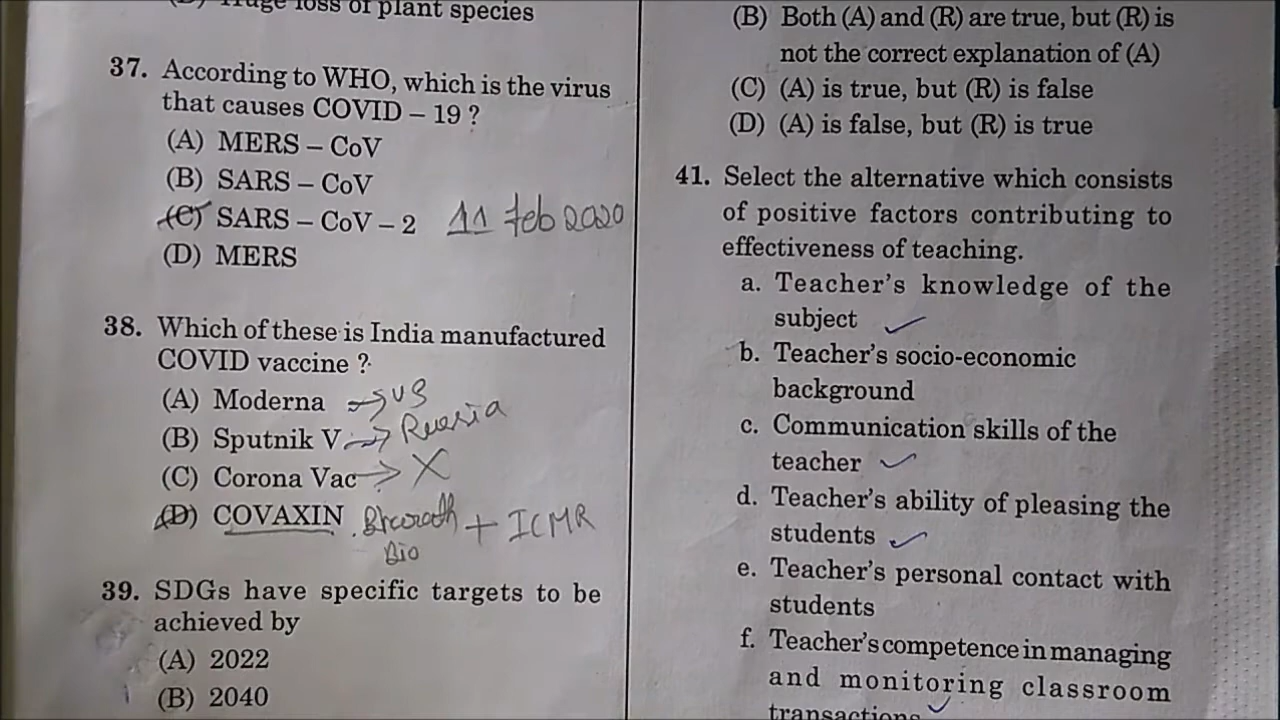 (D) Huge loss of plant species
37. According to WHO, which is the virus
that causes COVID – 19 ?
(A) MERS – CoV
(B) SARS – CoV
(C) SARS – CoV – 2 11 Feb 2020
(D) MERS
38. Which of these is India manufactured
COVID vaccine ?
(A) Moderna → US
(B) Sputnik V → Russia
(C) Corona Vac → X
(D) COVAXIN . Bharath + ICMR
Bio
39. SDGs have specific targets to be
achieved by
(A) 2022
(B) 2040
(B) Both (A) and (R) are true, but (R) is
not the correct explanation of (A)
(C) (A) is true, but (R) is false
(D) (A) is false, but (R) is true
41. Select the alternative which consists
of positive factors contributing to
effectiveness of teaching.
a. Teacher's knowledge of the
subject ✓
b. Teacher's socio-economic
background
c. Communication skills of the
teacher ✓
d. Teacher's ability of pleasing the
students ✓
e. Teacher's personal contact with
students
f. Teacher's competence in managing
and monitoring classroom
transactions ✓